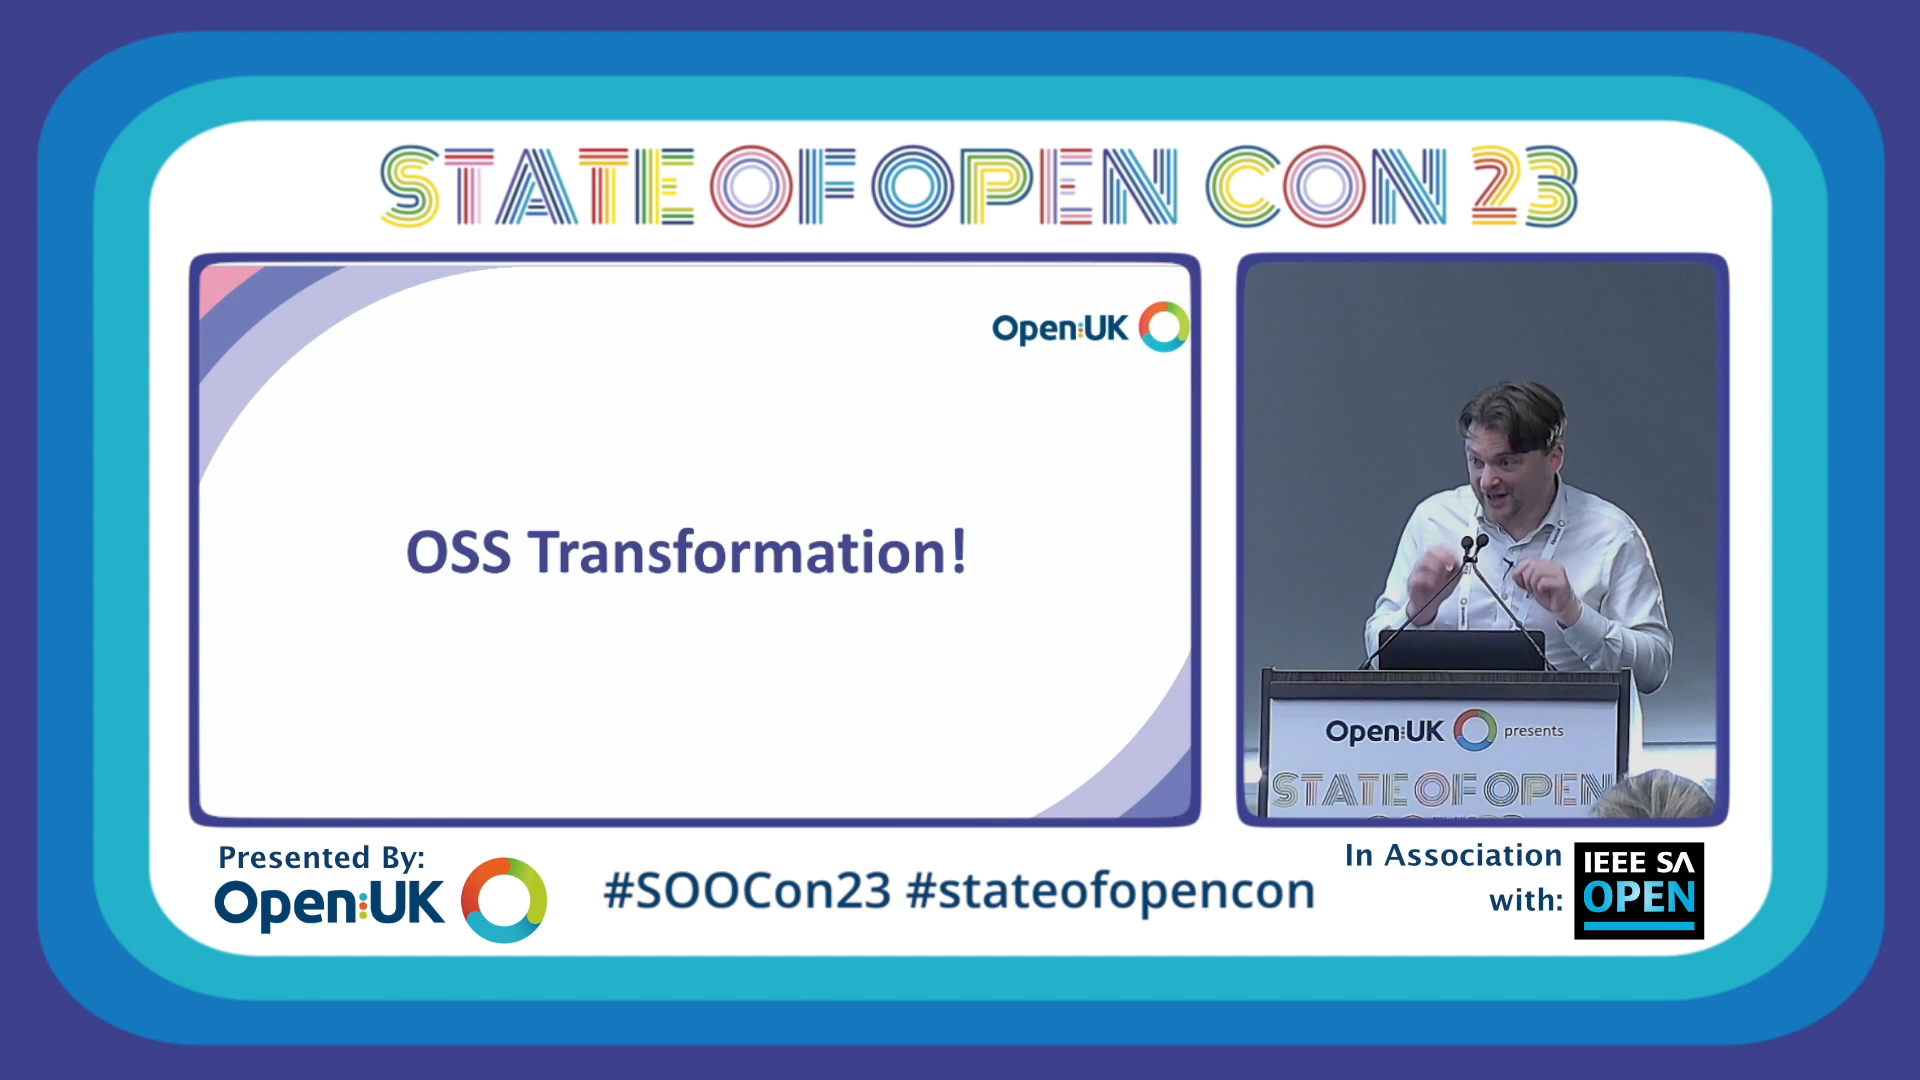 STATE OF OPEN CON 23
Open:UK
OSS Transformation!
Open:UK presents
STATE OF OPEN
Presented By:
Open:UK
#SOOCon23 #stateofopencon
In Association
with:
IEEE SA
OPEN